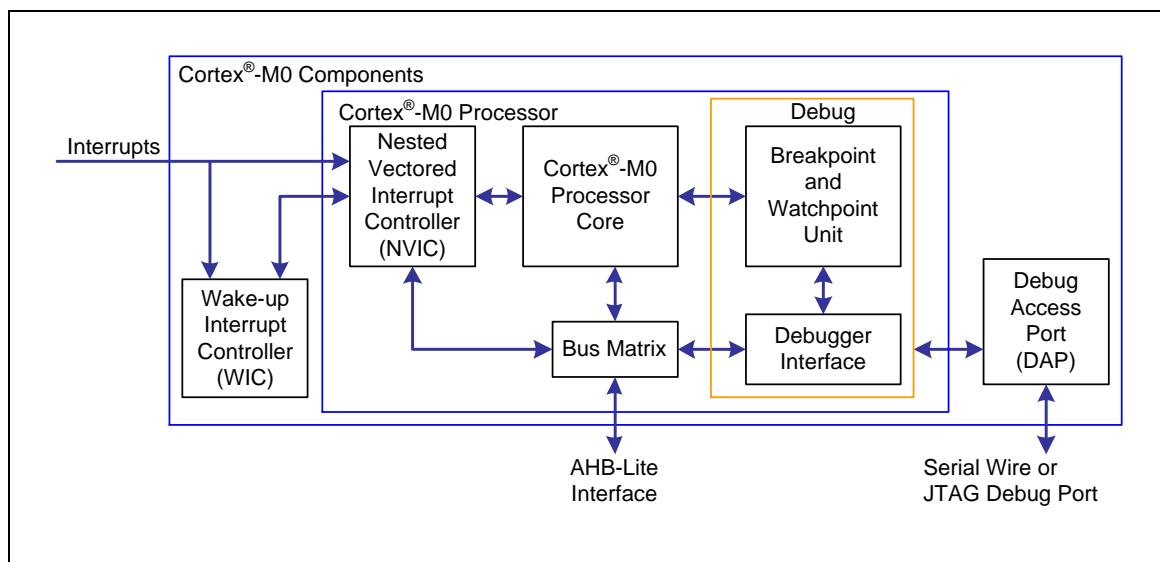 Cortex®-M0 Components
Cortex®-M0 Processor
Debug
Interrupts
Nested
Vectored
Interrupt
Controller
(NVIC)
Cortex®-M0
Processor
Core
Breakpoint
and
Watchpoint
Unit
Wake-up
Interrupt
Controller
(WIC)
Bus Matrix
Debugger
Interface
Debug
Access
Port
(DAP)
AHB-Lite
Interface
Serial Wire or
JTAG Debug Port